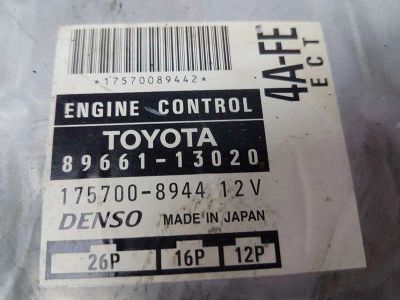 *17570089442*
4A-FE
ECT
ENGINE CONTROL
TOYOTA
89661-13020
175700-8944 12V
DENSO MADE IN JAPAN
26P 16P 12P